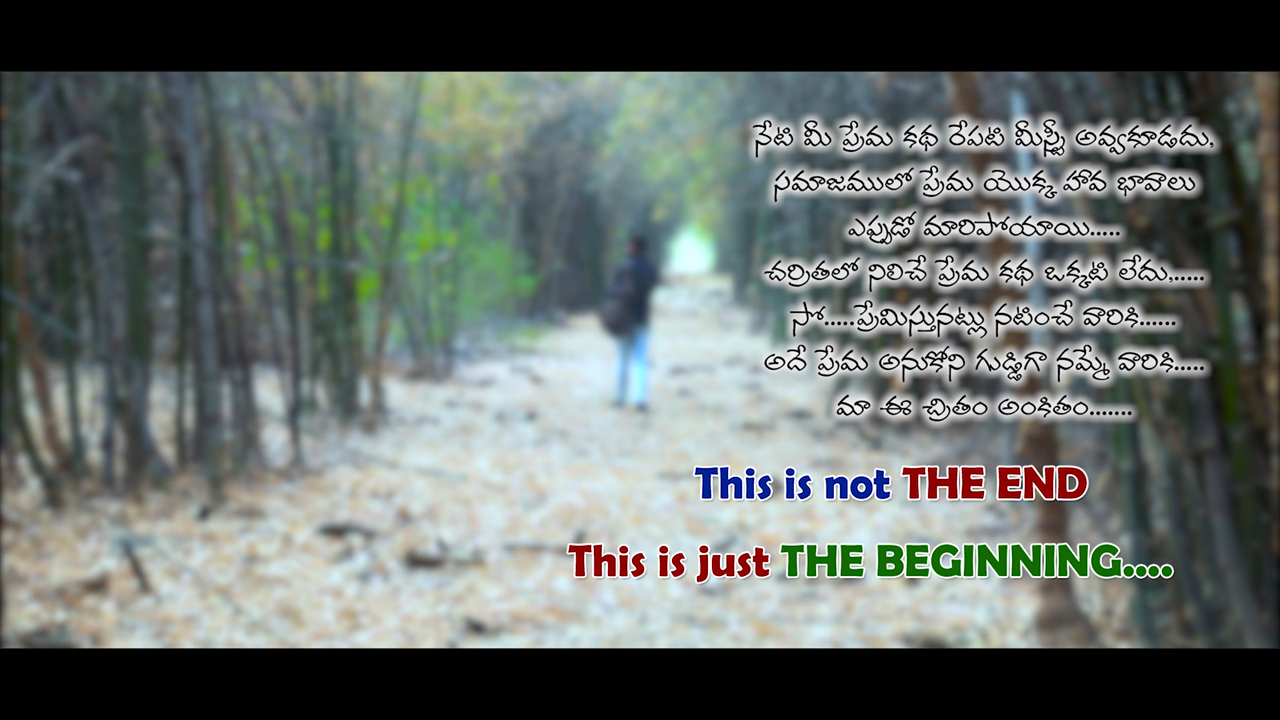 నేటి మీ ప్రేమ కథ రేపటి మీస్టీ అవ్వకూడదు,
సమాజములో ప్రేమ యొక్క హావ భావాలు
ఎప్పుడో మారిపోయాయి.....
చరిత్రలో నిలిచే ప్రేమ కథ ఒక్కటి లేదు,.....
సో.....ప్రేమిస్తునట్లు నటించే వారికి......
అదే ప్రేమ అనుకోని గుడ్డిగా నమ్మే వారికి.....
మా ఈ చిత్రం అంకితం.......
This is not THE END
This is just THE BEGINNING....